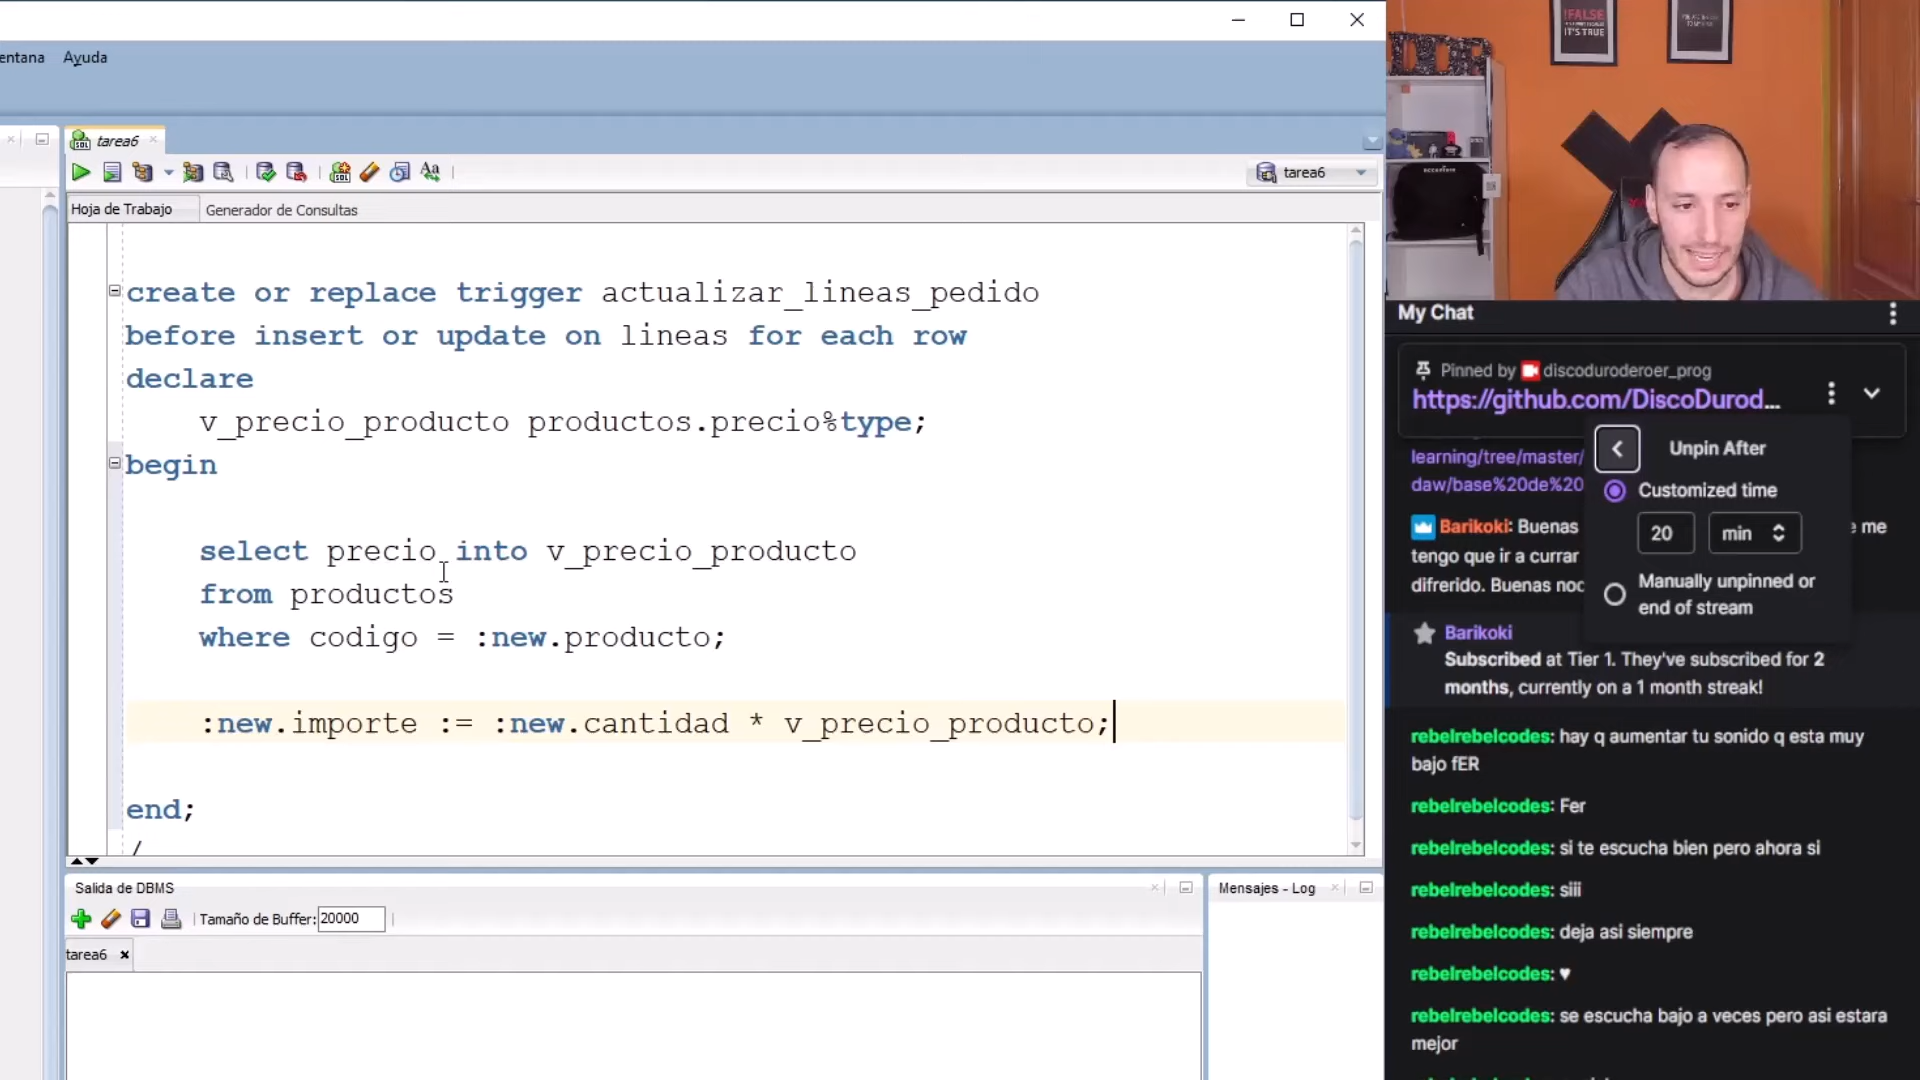 entana Ayuda
tarea6
tarea6
Hoja de Trabajo Generador de Consultas
create or replace trigger actualizar_lineas_pedido
before insert or update on lineas for each row
declare
v_precio_producto productos.precio%type;
begin
select precio into v_precio_producto
from productos
where codigo = :new.producto;
:new.importe := :new.cantidad * v_precio_producto;
end;
/
Salida de DBMS
Tamaño de Buffer: 20000
tarea6
Mensajes - Log
!FALSE
IT'S TRUE
accenture
My Chat
Pinned by discoduroderoer_prog
https://github.com/DiscoDurod...
learning/tree/master/
daw/base%20de%20
Unpin After
Customized time
20 min
Manually unpinned or
end of stream
Barikoki: Buenas e me
tengo que ir a currar
difrerido. Buenas noc
Barikoki
Subscribed at Tier 1. They've subscribed for 2
months, currently on a 1 month streak!
rebelrebelcodes: hay q aumentar tu sonido q esta muy
bajo fER
rebelrebelcodes: Fer
rebelrebelcodes: si te escucha bien pero ahora si
rebelrebelcodes: siii
rebelrebelcodes: deja asi siempre
rebelrebelcodes: ♥
rebelrebelcodes: se escucha bajo a veces pero asi estara
mejor